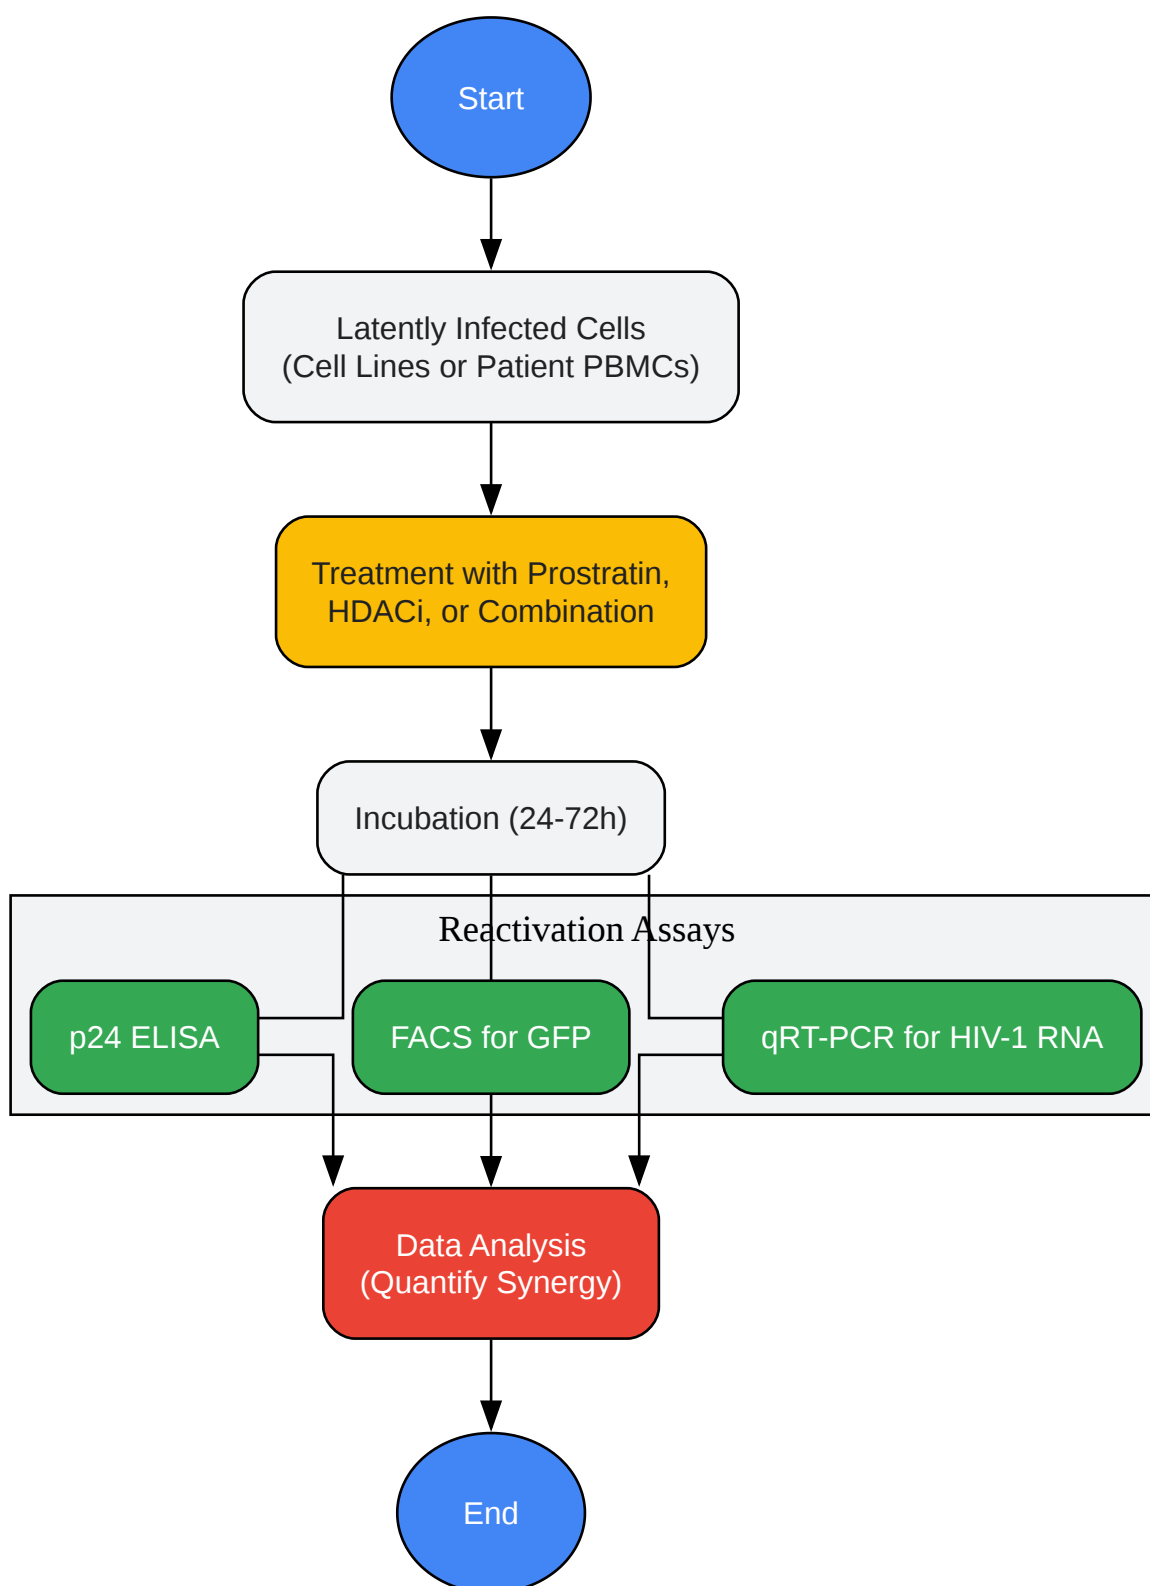 Start
Latently Infected Cells
(Cell Lines or Patient PBMCs)
Treatment with Prostratin,
HDACi, or Combination
Incubation (24-72h)
Reactivation Assays
p24 ELISA
FACS for GFP
qRT-PCR for HIV-1 RNA
Data Analysis
(Quantify Synergy)
End